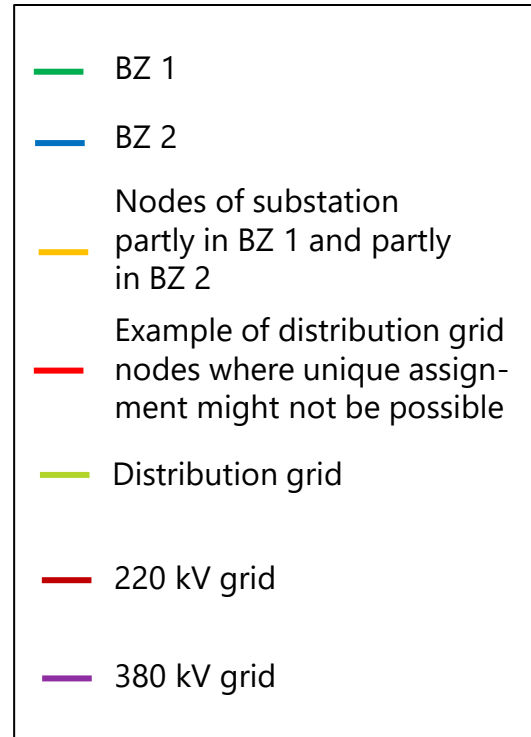 BZ 1
BZ 2
Nodes of substation
partly in BZ 1 and partly
in BZ 2
Example of distribution grid
nodes where unique assign-
ment might not be possible
Distribution grid
220 kV grid
380 kV grid